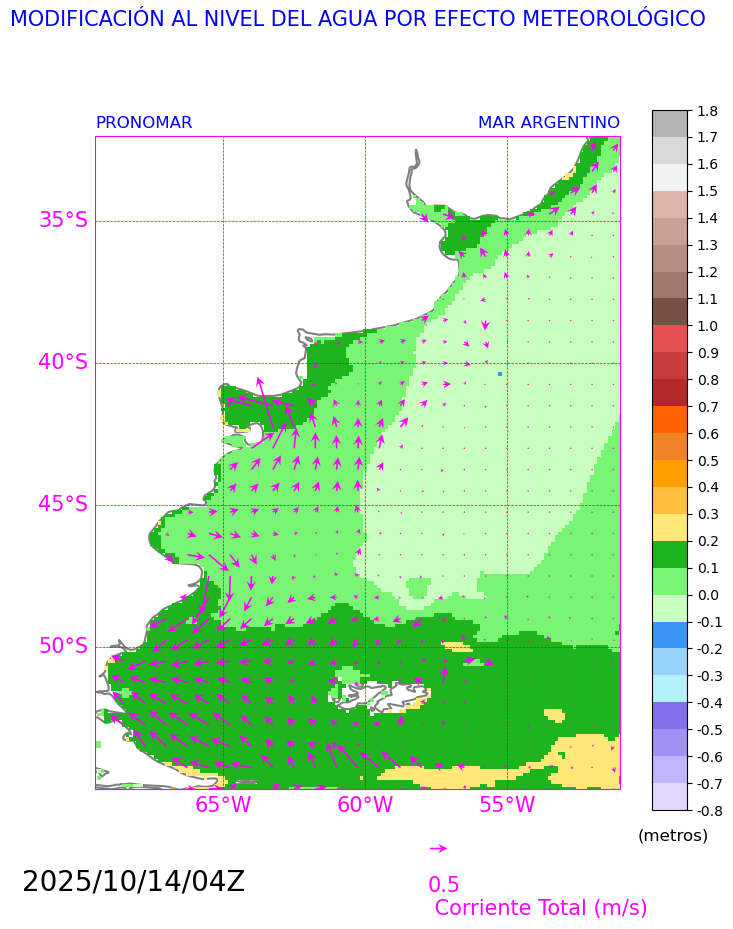 MODIFICACIÓN AL NIVEL DEL AGUA POR EFECTO METEOROLÓGICO
PRONOMAR MAR ARGENTINO
1.8
1.7
1.6
1.5
1.4
1.3
1.2
1.1
1.0
0.9
0.8
0.7
0.6
0.5
0.4
0.3
0.2
0.1
0.0
-0.1
-0.2
-0.3
-0.4
-0.5
-0.6
-0.7
-0.8
(metros)
35°S
40°S
45°S
50°S
65°W 60°W 55°W
2025/10/14/04Z
0.5
Corriente Total (m/s)